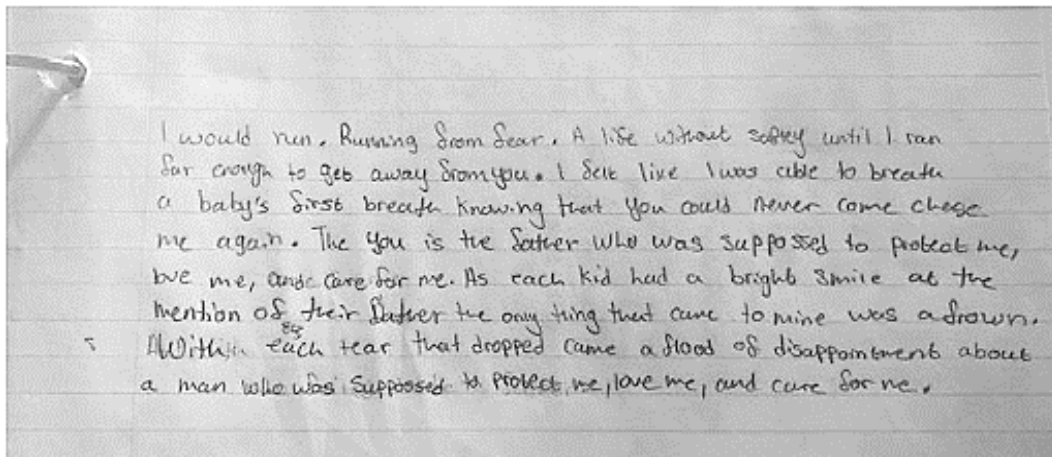 I would run. Running from fear. A life without saftey until I ran
far enough to get away from you. I felt like I was able to breath
a baby's first breath knowing that you could never come chase
me again. The you is the father who was supposed to protect me,
love me, and care for me. As each kid had a bright smile at the
mention of their father the only thing that came to mine was a frown.
Within each tear that dropped came a flood of disappointment about
a man who was supposed to protect me, love me, and care for me.